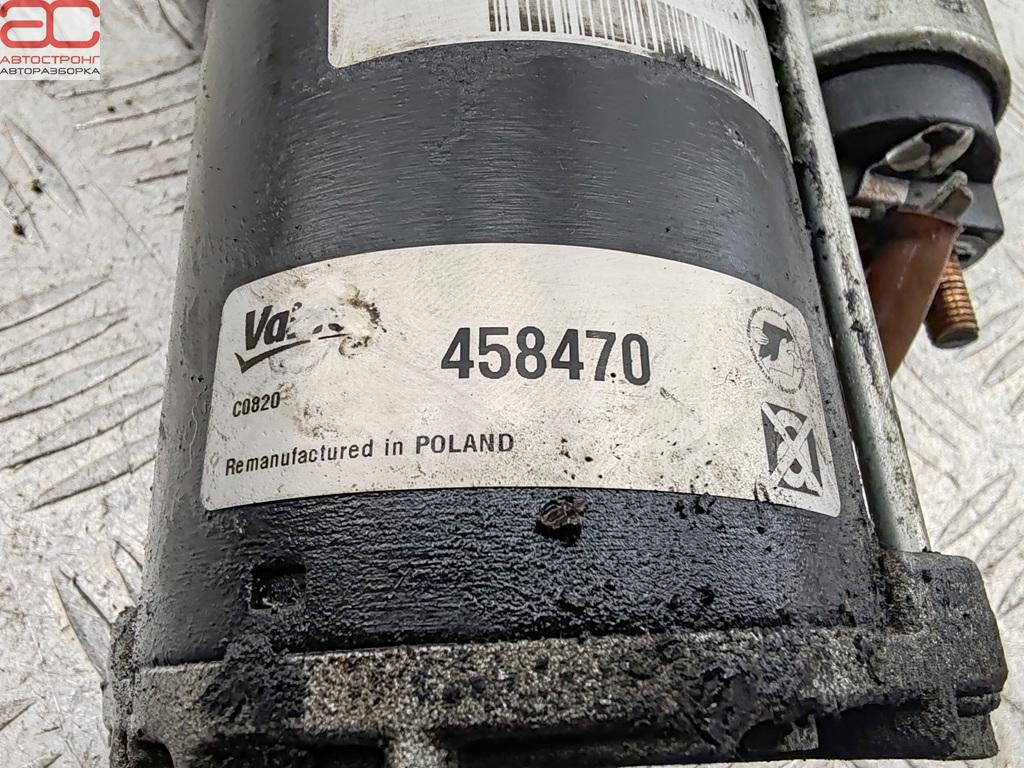 АС
АВТОСТРОНГ
АВТОРАЗБОРКА
458470
C0820
Remanufactured in POLAND